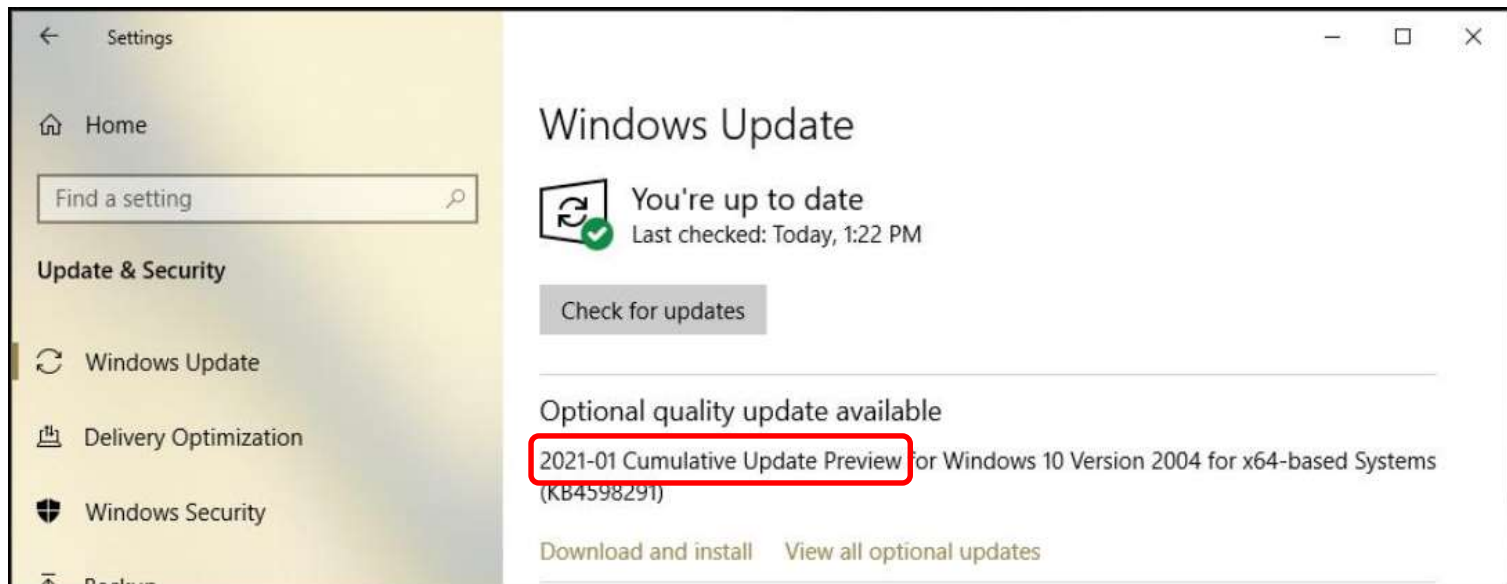 Settings
Home
Find a setting
Update & Security
Windows Update
Delivery Optimization
Windows Security
Windows Update
You're up to date
Last checked: Today, 1:22 PM
Check for updates
Optional quality update available
2021-01 Cumulative Update Preview for Windows 10 Version 2004 for x64-based Systems
(KB4598291)
Download and install View all optional updates